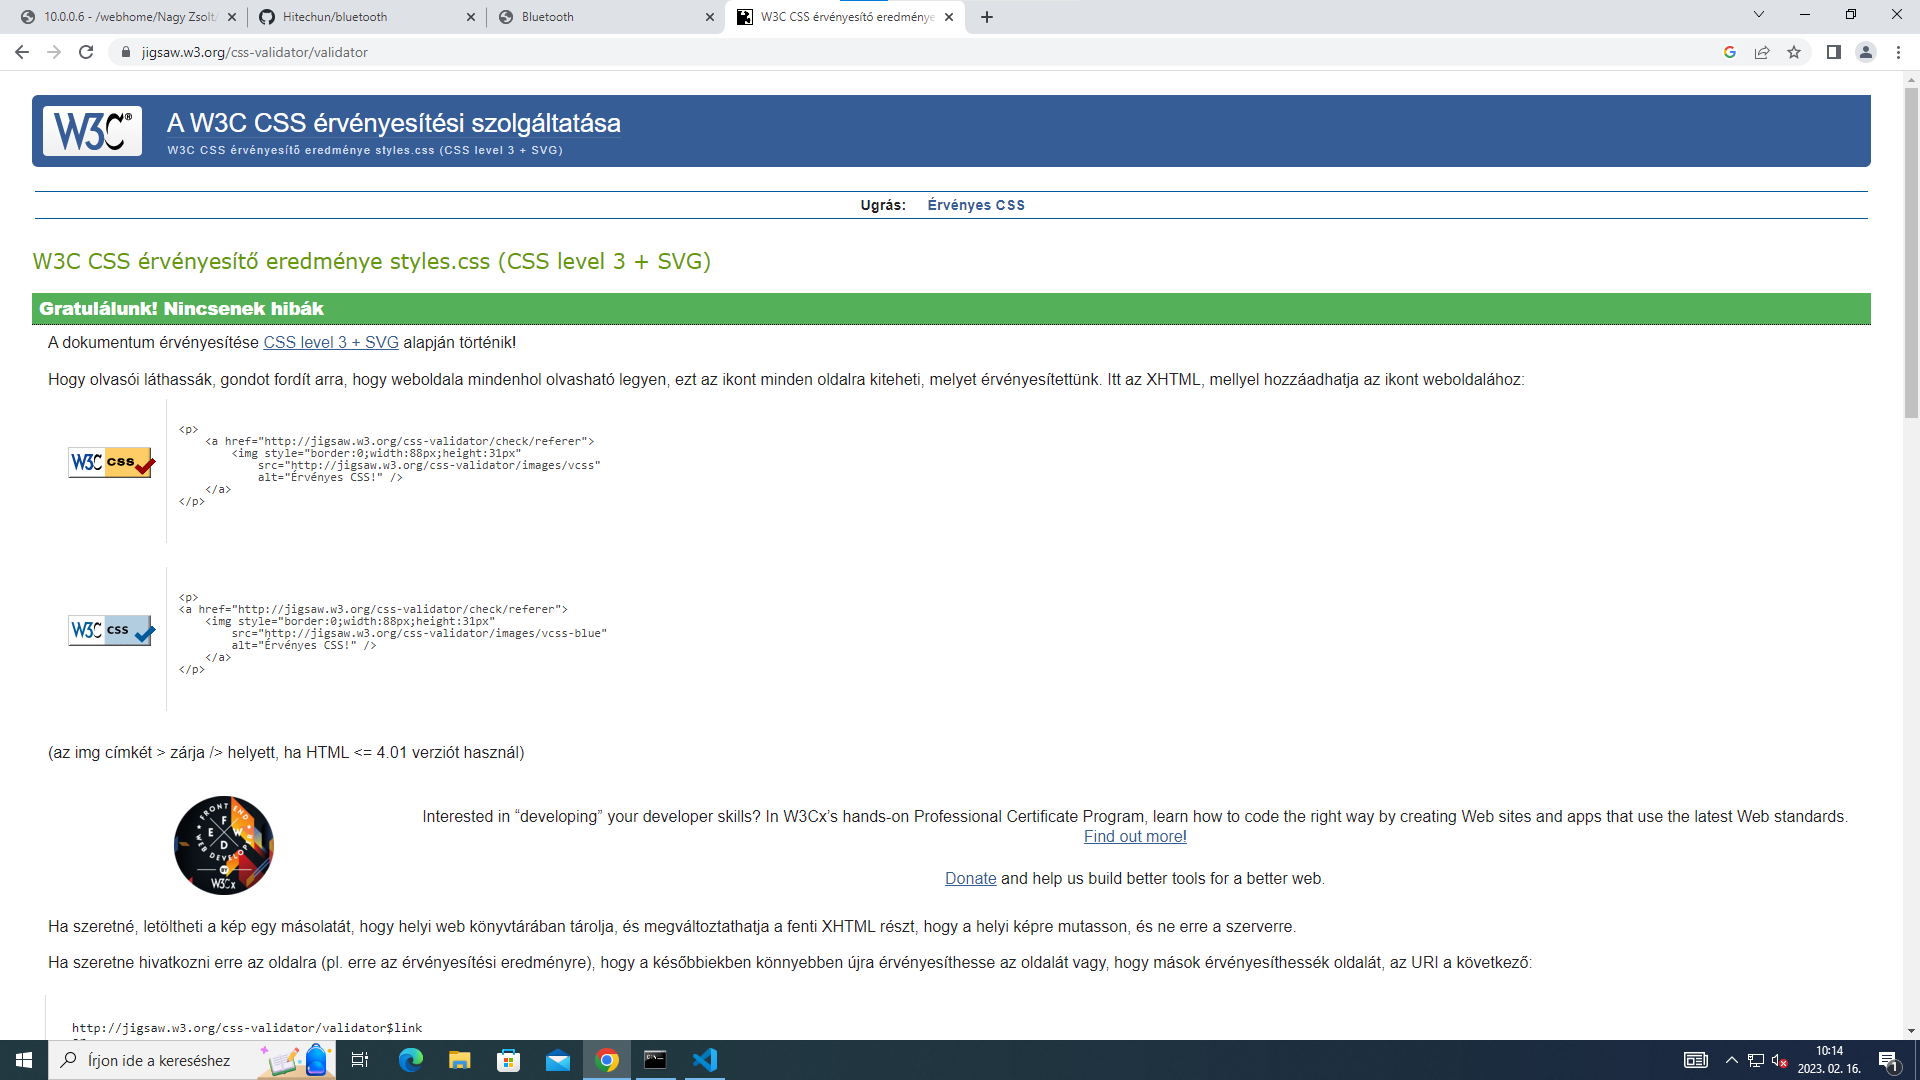 10.0.0.6 - /webhome/Nagy Zsolt/
Hitechun/bluetooth
Bluetooth
W3C CSS érvényesítő eredménye
jigsaw.w3.org/css-validator/validator
W3C®
A W3C CSS érvényesítési szolgáltatása
W3C CSS érvényesítő eredménye styles.css (CSS level 3 + SVG)
Ugrás: Érvényes CSS
W3C CSS érvényesítő eredménye styles.css (CSS level 3 + SVG)
Gratulálunk! Nincsenek hibák
A dokumentum érvényesítése CSS level 3 + SVG alapján történik!
Hogy olvasói láthassák, gondot fordít arra, hogy weboldala mindenhol olvasható legyen, ezt az ikont minden oldalra kiteheti, melyet érvényesítettünk. Itt az XHTML, mellyel hozzáadhatja az ikont weboldalához:
W3C css
<p>
<a href="http://jigsaw.w3.org/css-validator/check/referer">
<img style="border:0;width:88px;height:31px"
src="http://jigsaw.w3.org/css-validator/images/vcss"
alt="Érvényes CSS!" />
</a>
</p>
W3C css
<p>
<a href="http://jigsaw.w3.org/css-validator/check/referer">
<img style="border:0;width:88px;height:31px"
src="http://jigsaw.w3.org/css-validator/images/vcss-blue"
alt="Érvényes CSS!" />
</a>
</p>
(az img címkét > zárja /> helyett, ha HTML <= 4.01 verziót használ)
FRONT END
F
E W
D
WEB DEVELOPER
W3Cx
Interested in “developing” your developer skills? In W3Cx’s hands-on Professional Certificate Program, learn how to code the right way by creating Web sites and apps that use the latest Web standards.
Find out more!
Donate and help us build better tools for a better web.
Ha szeretné, letöltheti a kép egy másolatát, hogy helyi web könyvtárában tárolja, és megváltoztathatja a fenti XHTML részt, hogy a helyi képre mutasson, és ne erre a szerverre.
Ha szeretne hivatkozni erre az oldalra (pl. erre az érvényesítési eredményre), hogy a későbbiekben könnyebben újra érvényesíthesse az oldalát vagy, hogy mások érvényesíthessék oldalát, az URI a következő:
http://jigsaw.w3.org/css-validator/validator$link
Írjon ide a kereséshez
10:14
2023. 02. 16.
1